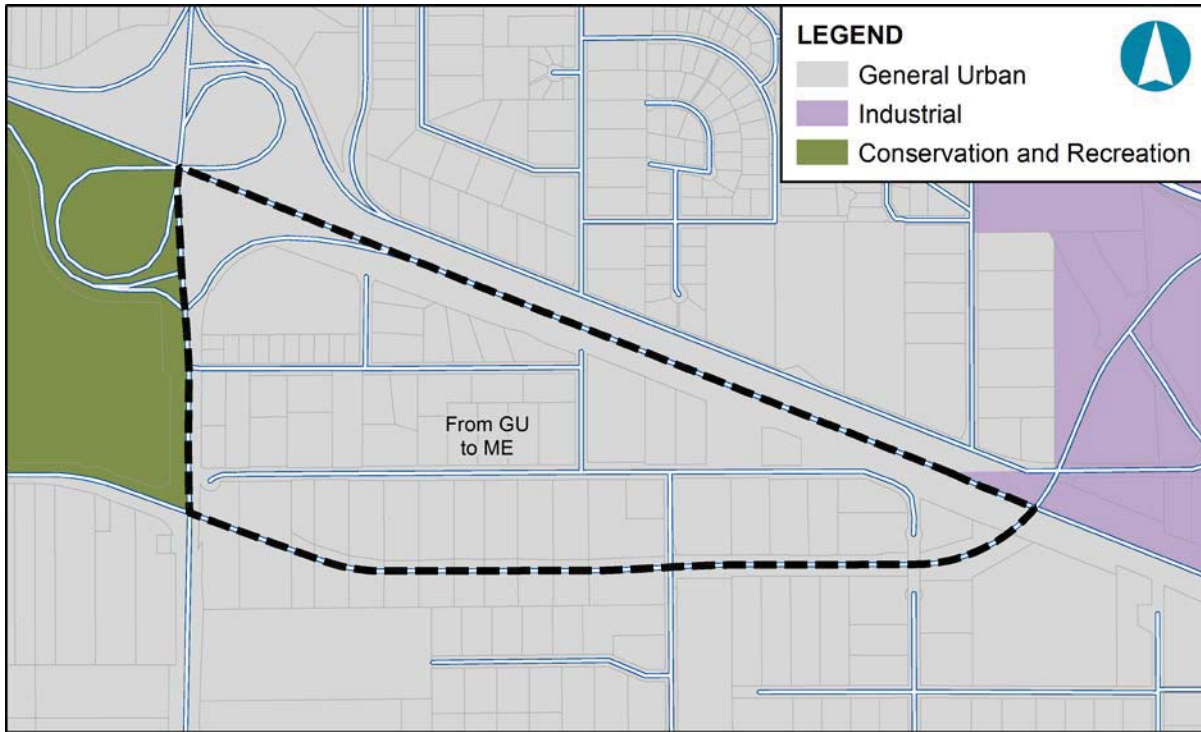 LEGEND
General Urban
Industrial
Conservation and Recreation
From GU
to ME